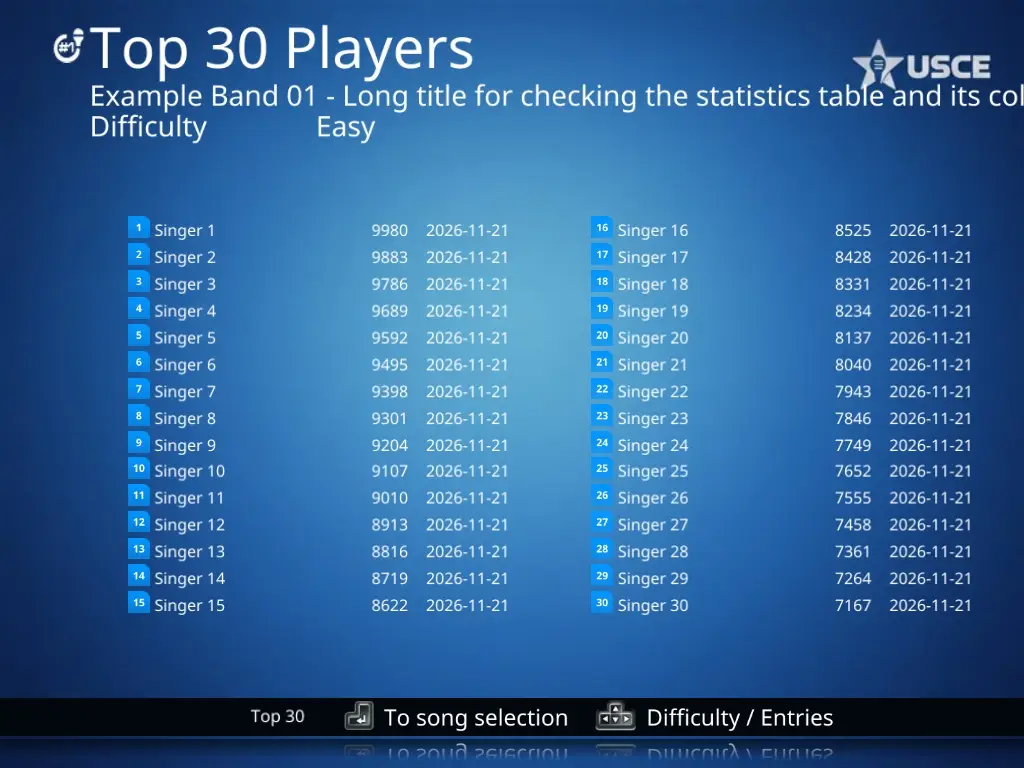 #1 Top 30 Players
USCE
Example Band 01 - Long title for checking the statistics table and its col
Difficulty Easy
1 Singer 1 9980 2026-11-21
2 Singer 2 9883 2026-11-21
3 Singer 3 9786 2026-11-21
4 Singer 4 9689 2026-11-21
5 Singer 5 9592 2026-11-21
6 Singer 6 9495 2026-11-21
7 Singer 7 9398 2026-11-21
8 Singer 8 9301 2026-11-21
9 Singer 9 9204 2026-11-21
10 Singer 10 9107 2026-11-21
11 Singer 11 9010 2026-11-21
12 Singer 12 8913 2026-11-21
13 Singer 13 8816 2026-11-21
14 Singer 14 8719 2026-11-21
15 Singer 15 8622 2026-11-21
16 Singer 16 8525 2026-11-21
17 Singer 17 8428 2026-11-21
18 Singer 18 8331 2026-11-21
19 Singer 19 8234 2026-11-21
20 Singer 20 8137 2026-11-21
21 Singer 21 8040 2026-11-21
22 Singer 22 7943 2026-11-21
23 Singer 23 7846 2026-11-21
24 Singer 24 7749 2026-11-21
25 Singer 25 7652 2026-11-21
26 Singer 26 7555 2026-11-21
27 Singer 27 7458 2026-11-21
28 Singer 28 7361 2026-11-21
29 Singer 29 7264 2026-11-21
30 Singer 30 7167 2026-11-21
Top 30 To song selection Difficulty / Entries